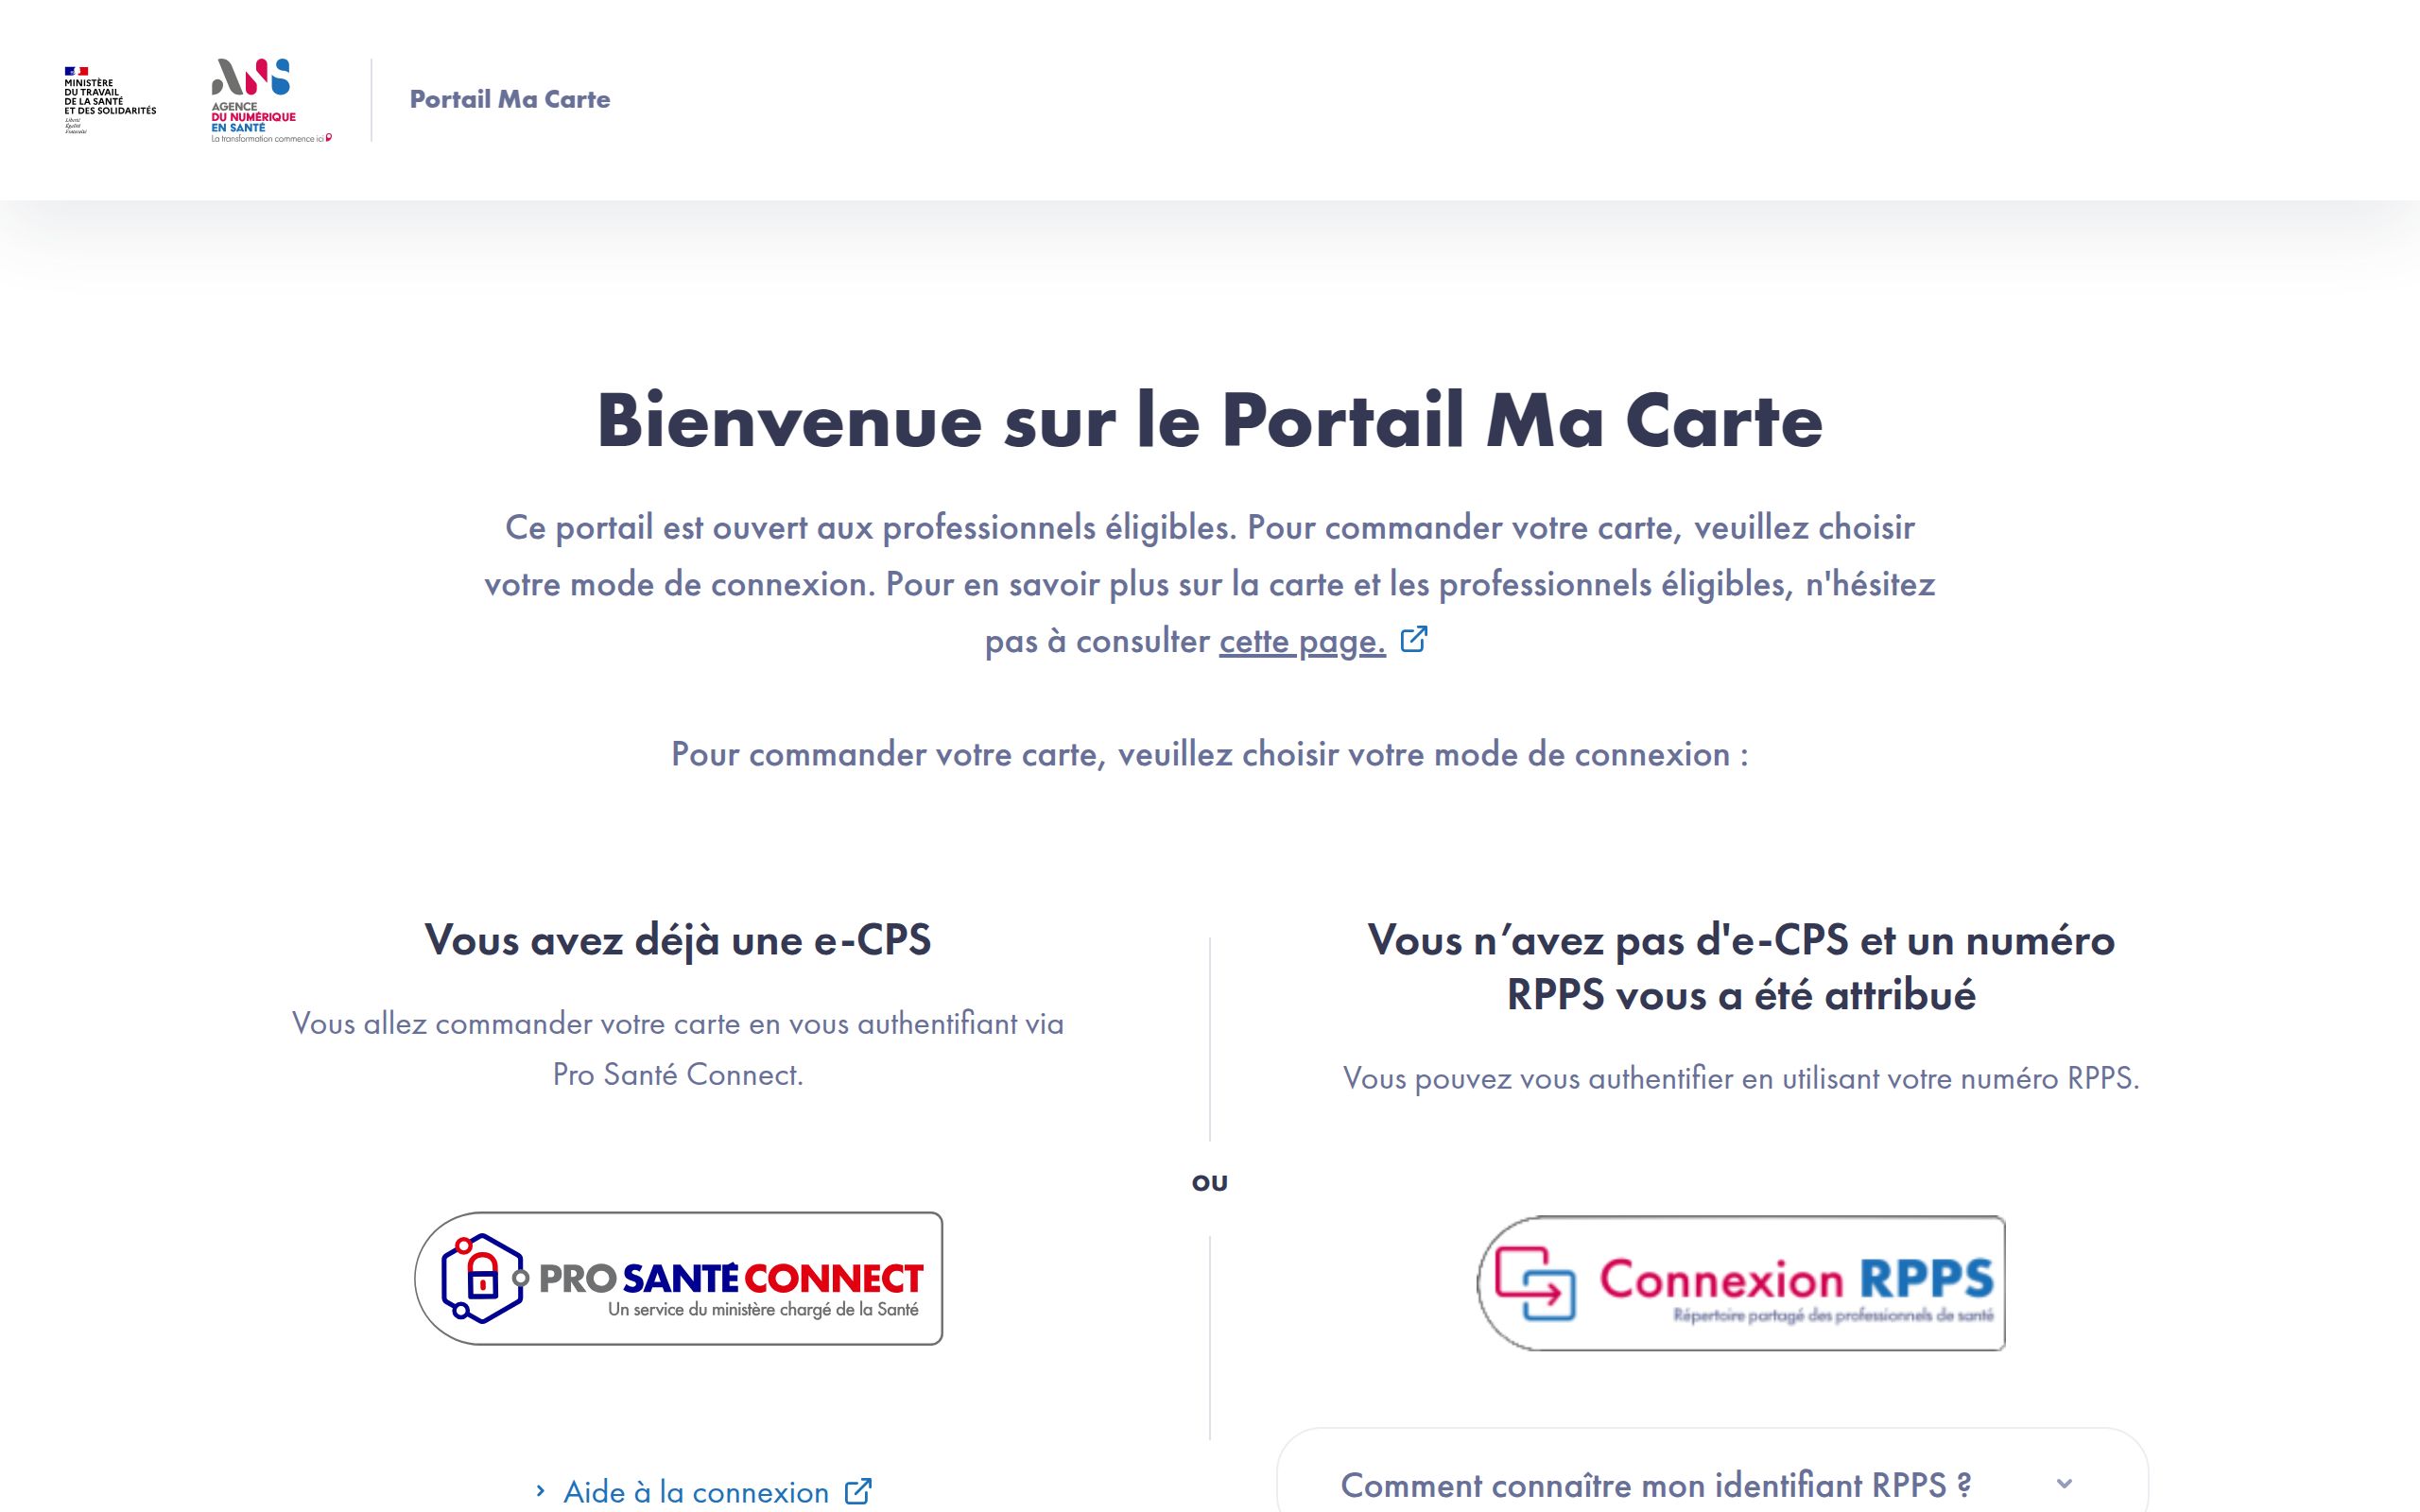 MINISTÈRE
DU TRAVAIL
DE LA SANTÉ
ET DES SOLIDARITÉS
Liberté
Égalité
Fraternité
ANS
AGENCE
DU NUMÉRIQUE
EN SANTÉ
La transformation commence ici
Portail Ma Carte
Bienvenue sur le Portail Ma Carte
Ce portail est ouvert aux professionnels éligibles. Pour commander votre carte, veuillez choisir
votre mode de connexion. Pour en savoir plus sur la carte et les professionnels éligibles, n'hésitez
pas à consulter cette page.
Pour commander votre carte, veuillez choisir votre mode de connexion :
Vous avez déjà une e-CPS
Vous allez commander votre carte en vous authentifiant via
Pro Santé Connect.
PRO SANTÉ CONNECT
Un service du ministère chargé de la Santé
Aide à la connexion
ou
Vous n’avez pas d'e-CPS et un numéro
RPPS vous a été attribué
Vous pouvez vous authentifier en utilisant votre numéro RPPS.
Connexion RPPS
Répertoire partagé des professionnels de santé
Comment connaître mon identifiant RPPS ?